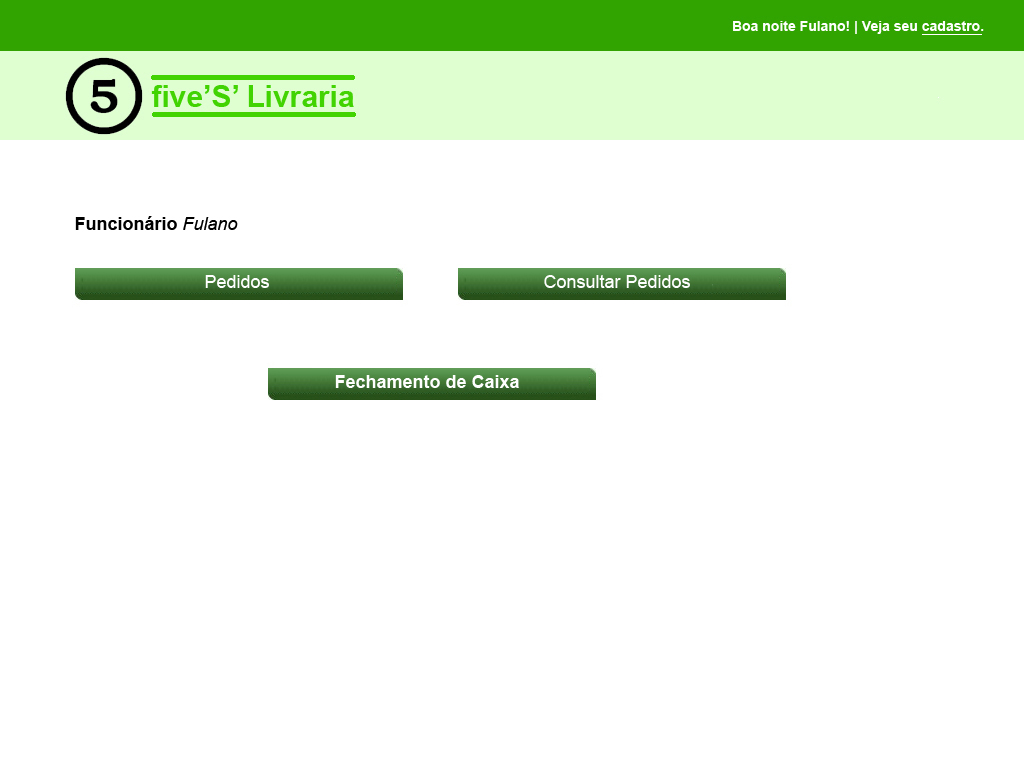 Boa noite Fulano! | Veja seu cadastro.
5 five’S’ Livraria
Funcionário Fulano
Pedidos
Consultar Pedidos
Fechamento de Caixa